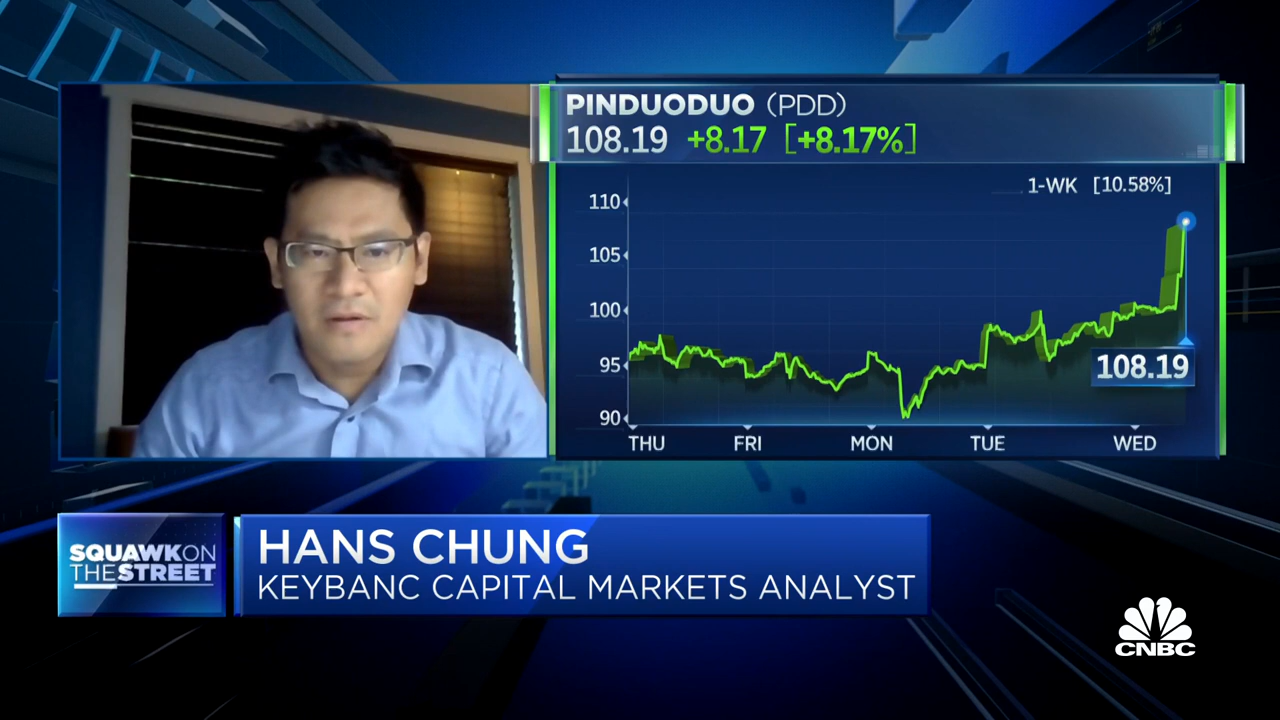 PINDUODUO (PDD)
108.19 +8.17 [+8.17%]
1-WK [10.58%]
110
105
100
95
90
108.19
THU FRI MON TUE WED
HANS CHUNG
KEYBANC CAPITAL MARKETS ANALYST
SQUAWK ON
THE STREET
CNBC